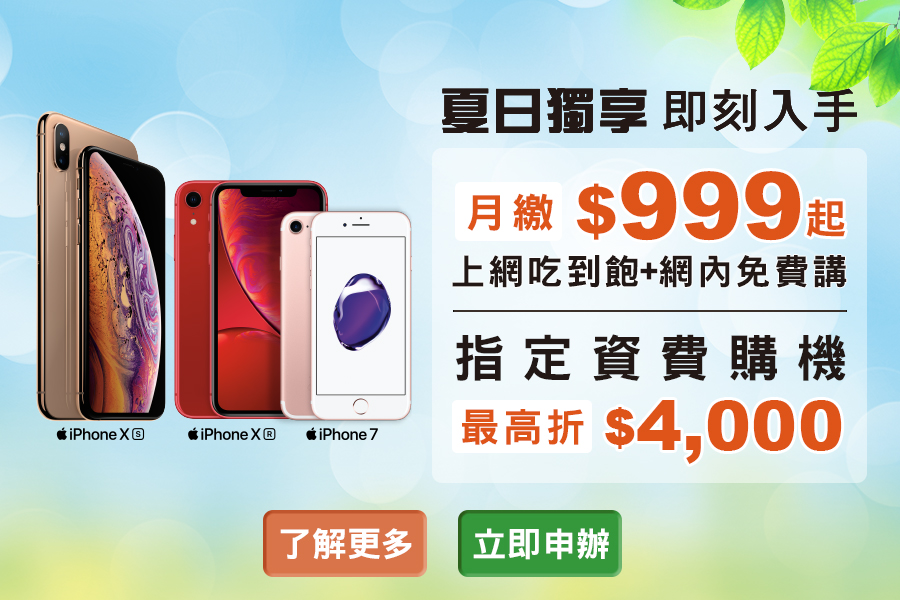 夏日獨享 即刻入手
月繳 $999起
上網吃到飽+網內免費講
指定資費購機
最高折 $4,000
iPhone XS
iPhone XR
iPhone 7
了解更多
立即申辦